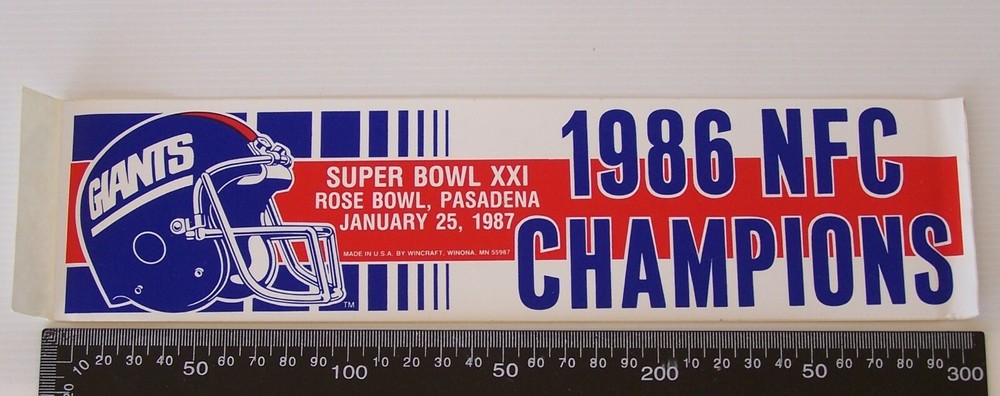 GIANTS
SUPER BOWL XXI
ROSE BOWL, PASADENA
JANUARY 25, 1987
MADE IN U.S.A. BY WINCRAFT, WINONA, MN 55987
TM
1986 NFC
CHAMPIONS
10 20 30 40 50 60 70 80 90 100 10 20 30 40 50 60 70 80 90 200 10 20 30 40 50 60 70 80 90 300
20